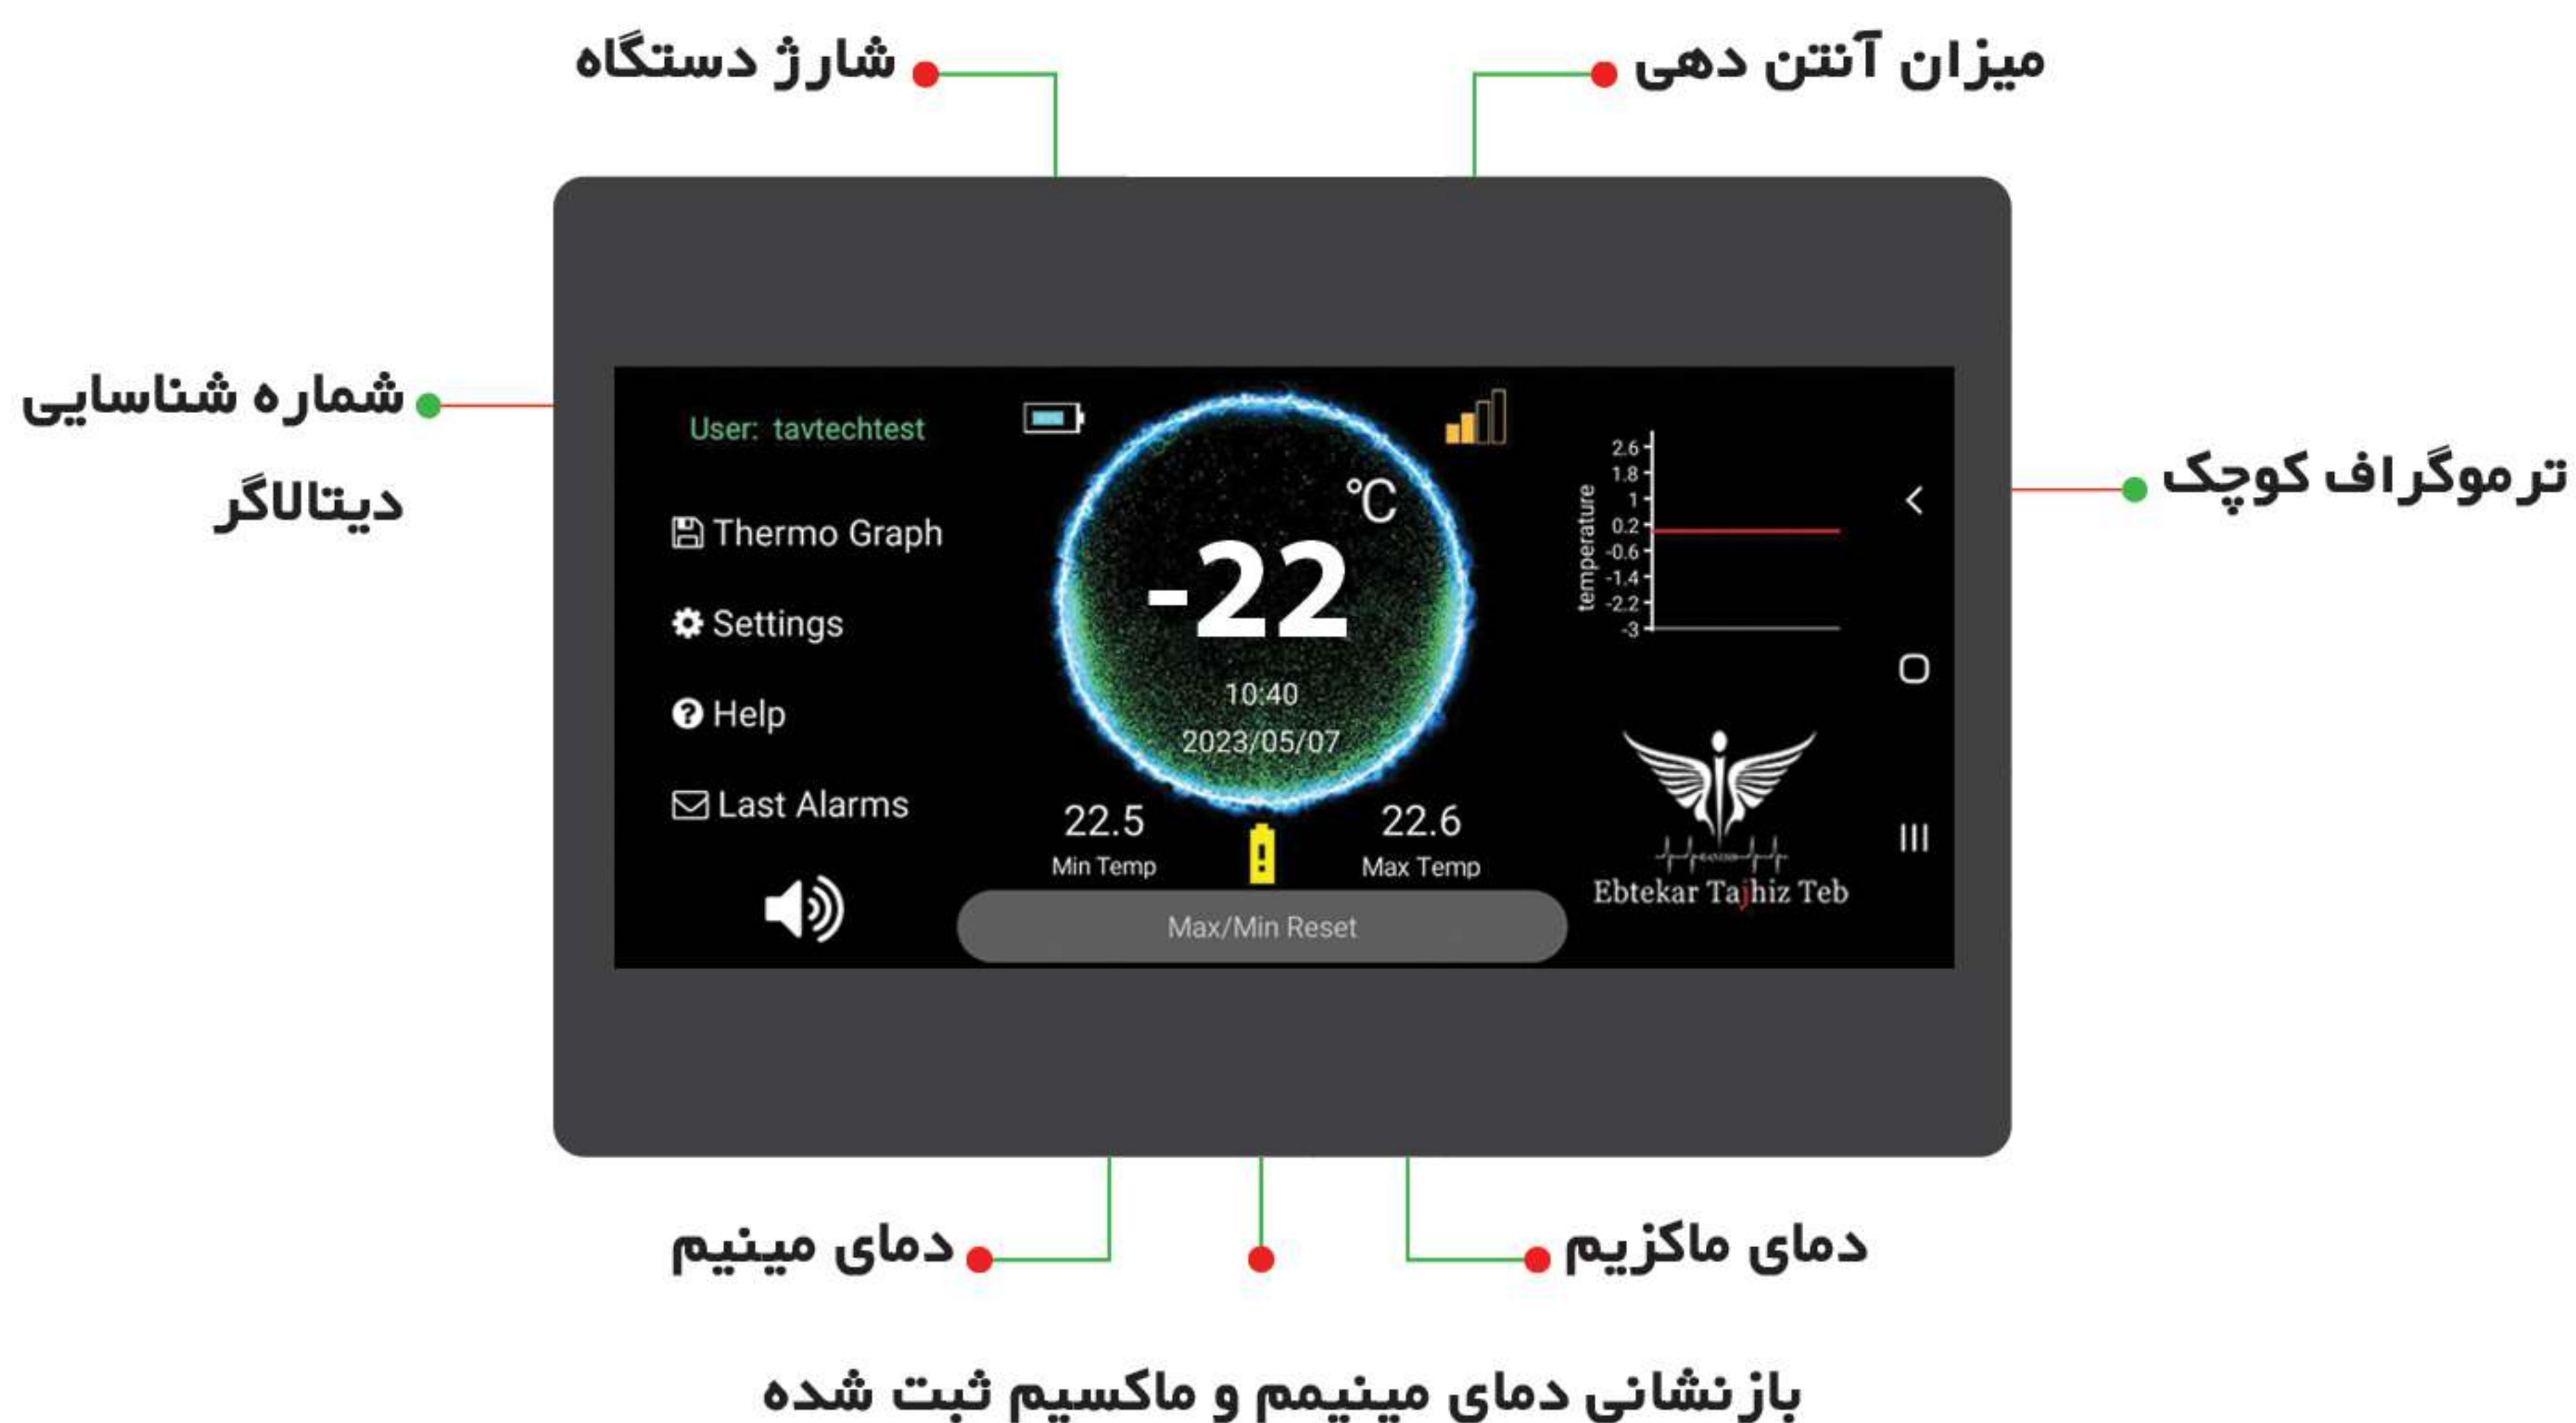 شارژ دستگاه
میزان آنتن دهی
شماره شناسایی
دیتالاگر
ترموگراف کوچک
User: tavtechtest
Thermo Graph
Settings
Help
Last Alarms
°C
-22
10:40
2023/05/07
22.5
Min Temp
22.6
Max Temp
Max/Min Reset
temperature
2.6
1.8
1
0.2
-0.6
-1.4
-2.2
-3
Ebtekar Tajhiz Teb
دمای مینیم
دمای ماکزیم
بازنشانی دمای مینیمم و ماکسیم ثبت شده